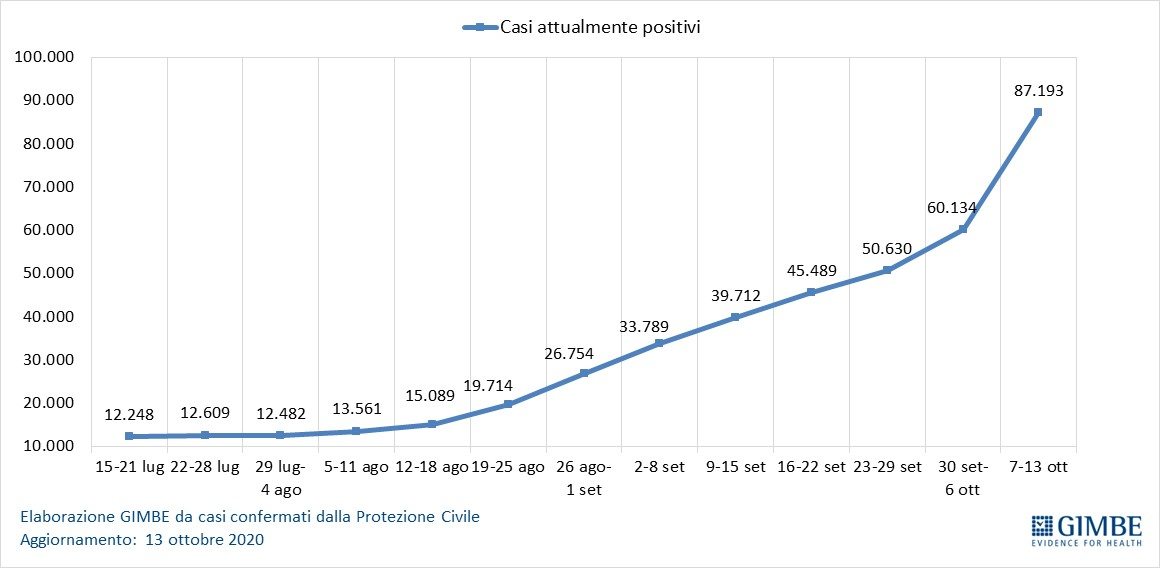 Casi attualmente positivi
100.000
90.000
80.000
70.000
60.000
50.000
40.000
30.000
20.000
10.000
12.248
12.609
12.482
13.561
15.089
19.714
26.754
33.789
39.712
45.489
50.630
60.134
87.193
15-21 lug
22-28 lug
29 lug-
4 ago
5-11 ago
12-18 ago
19-25 ago
26 ago-
1 set
2-8 set
9-15 set
16-22 set
23-29 set
30 set-
6 ott
7-13 ott
Elaborazione GIMBE da casi confermati dalla Protezione Civile
Aggiornamento: 13 ottobre 2020
GIMBE
EVIDENCE FOR HEALTH